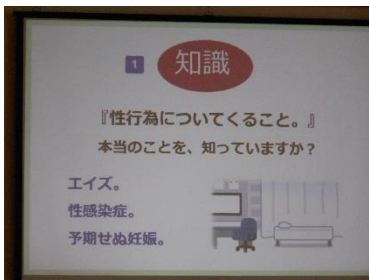 1 知識
『性行為についてくること。』
本当のことを、知っていますか？
エイズ。
性感染症。
予期せぬ妊娠。